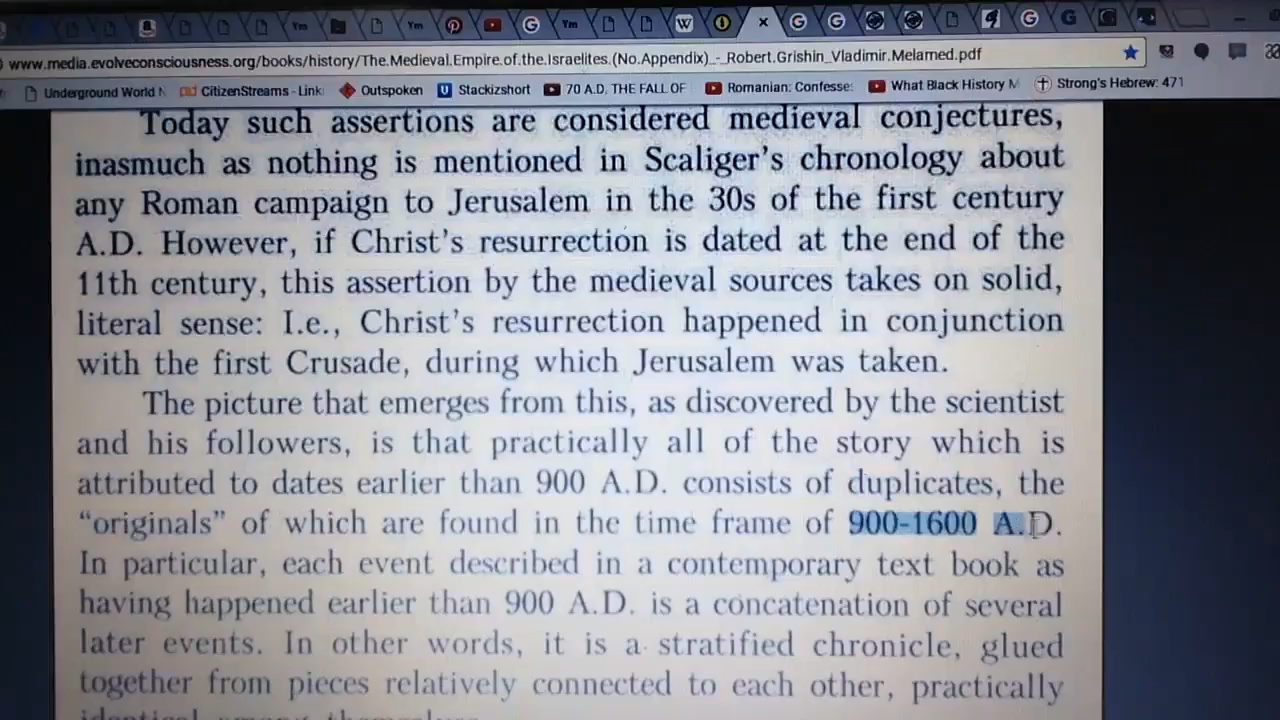 Ym
Ym
Ym
W
G
G
G
G
G
www.media.evolveconsciousness.org/books/history/The.Medieval.Empire.of.the.Israelites.(No.Appendix)_-_Robert.Grishin_Vladimir.Melamed.pdf
Underground World N
CitizenStreams - Link
Outspoken
Stackizshort
70 A.D. THE FALL OF
Romanian: Confesse
What Black History M
Strong's Hebrew: 471
Today such assertions are considered medieval conjectures,
inasmuch as nothing is mentioned in Scaliger's chronology about
any Roman campaign to Jerusalem in the 30s of the first century
A.D. However, if Christ's resurrection is dated at the end of the
11th century, this assertion by the medieval sources takes on solid,
literal sense: I.e., Christ's resurrection happened in conjunction
with the first Crusade, during which Jerusalem was taken.
The picture that emerges from this, as discovered by the scientist
and his followers, is that practically all of the story which is
attributed to dates earlier than 900 A.D. consists of duplicates, the
“originals” of which are found in the time frame of 900-1600 A.D.
In particular, each event described in a contemporary text book as
having happened earlier than 900 A.D. is a concatenation of several
later events. In other words, it is a stratified chronicle, glued
together from pieces relatively connected to each other, practically